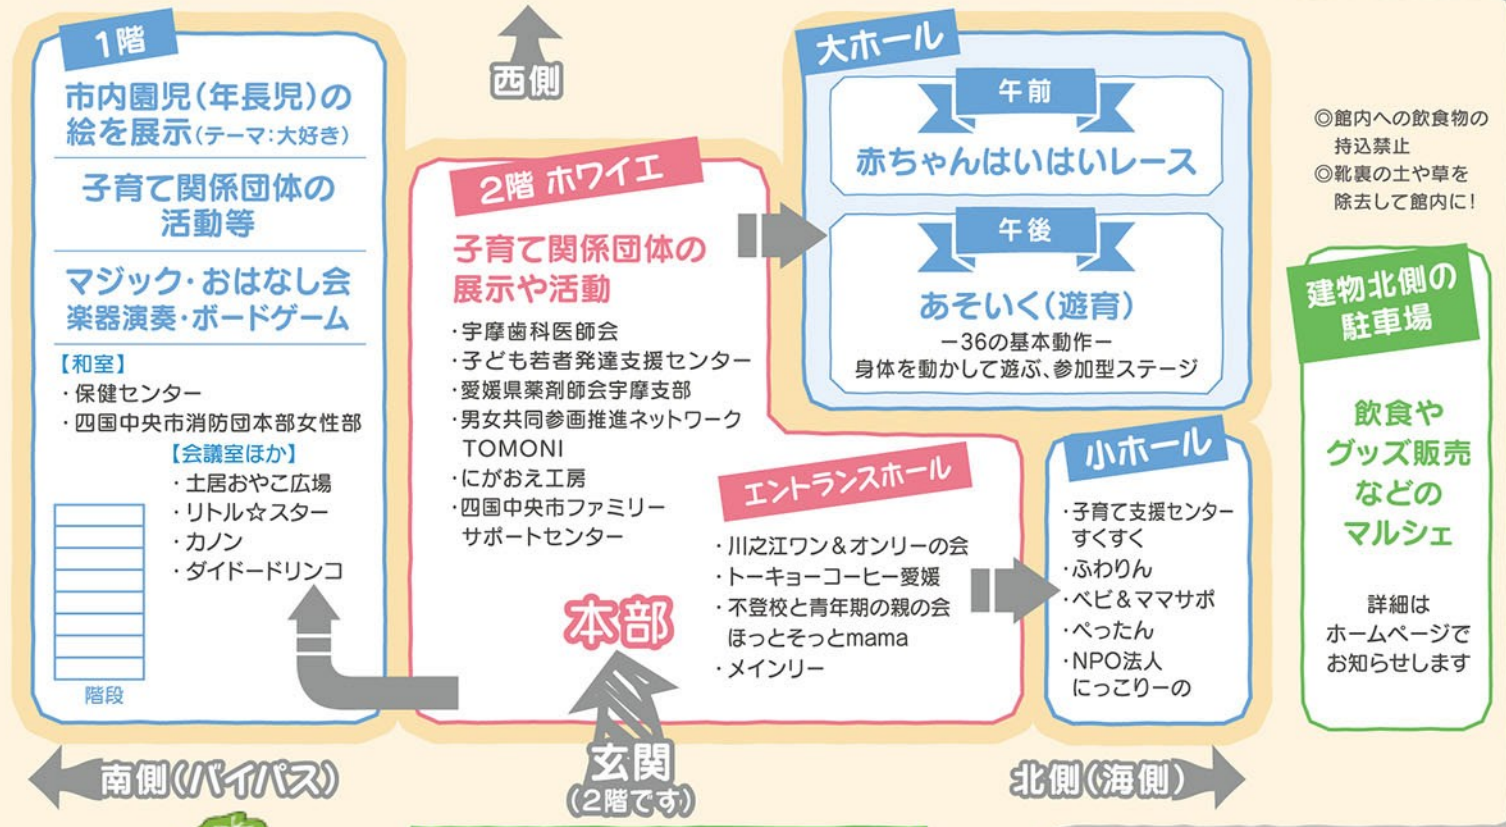 1階
市内園児(年長児)の
絵を展示(テーマ:大好き)
子育て関係団体の
活動等
マジック・おはなし会
楽器演奏・ボードゲーム
【和室】
・保健センター
・四国中央市消防団本部女性部
【会議室ほか】
・土居おやこ広場
・リトル☆スター
・カノン
・ダイドードリンコ
階段
西側
2階 ホワイエ
子育て関係団体の
展示や活動
・宇摩歯科医師会
・子ども若者発達支援センター
・愛媛県薬剤師会宇摩支部
・男女共同参画推進ネットワーク
TOMONI
・にがおえ工房
・四国中央市ファミリー
サポートセンター
エントランスホール
・川之江ワン&オンリーの会
・トーキョーコーヒー愛媛
・不登校と青年期の親の会
ほっとそっとmama
・メインリー
本部
玄関
(2階です)
大ホール
午前
赤ちゃんはいはいレース
午後
あそいく(遊育)
ー36の基本動作ー
身体を動かして遊ぶ、参加型ステージ
小ホール
・子育て支援センター
すくすく
・ふわりん
・ベビ&ママサポ
・ぺったん
・NPO法人
にっこりーの
◎館内への飲食物の
持込禁止
◎靴裏の土や草を
除去して館内に!
建物北側の
駐車場
飲食や
グッズ販売
などの
マルシェ
詳細は
ホームページで
お知らせします
南側(バイパス)
北側(海側)